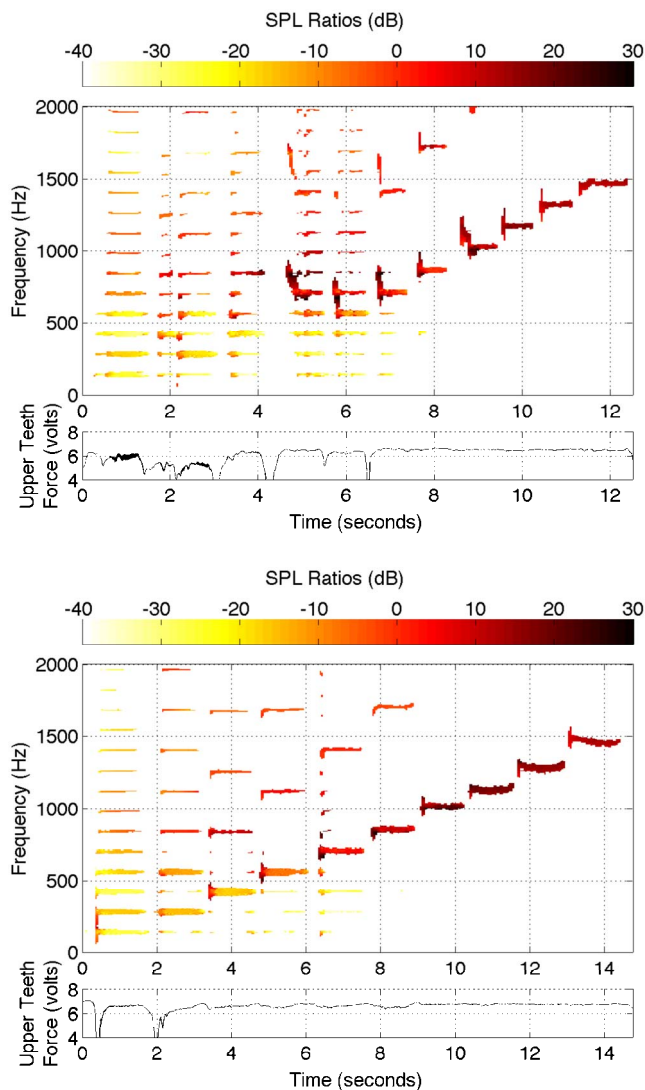 SPL Ratios (dB)
-40 -30 -20 -10 0 10 20 30
2000
1500
1000
500
0
Frequency (Hz)
0 2 4 6 8 10 12
8
6
4
Upper Teeth
Force (volts)
0 2 4 6 8 10 12
Time (seconds)
SPL Ratios (dB)
-40 -30 -20 -10 0 10 20 30
2000
1500
1000
500
0
Frequency (Hz)
0 2 4 6 8 10 12 14
8
6
4
Upper Teeth
Force (volts)
0 2 4 6 8 10 12 14
Time (seconds)